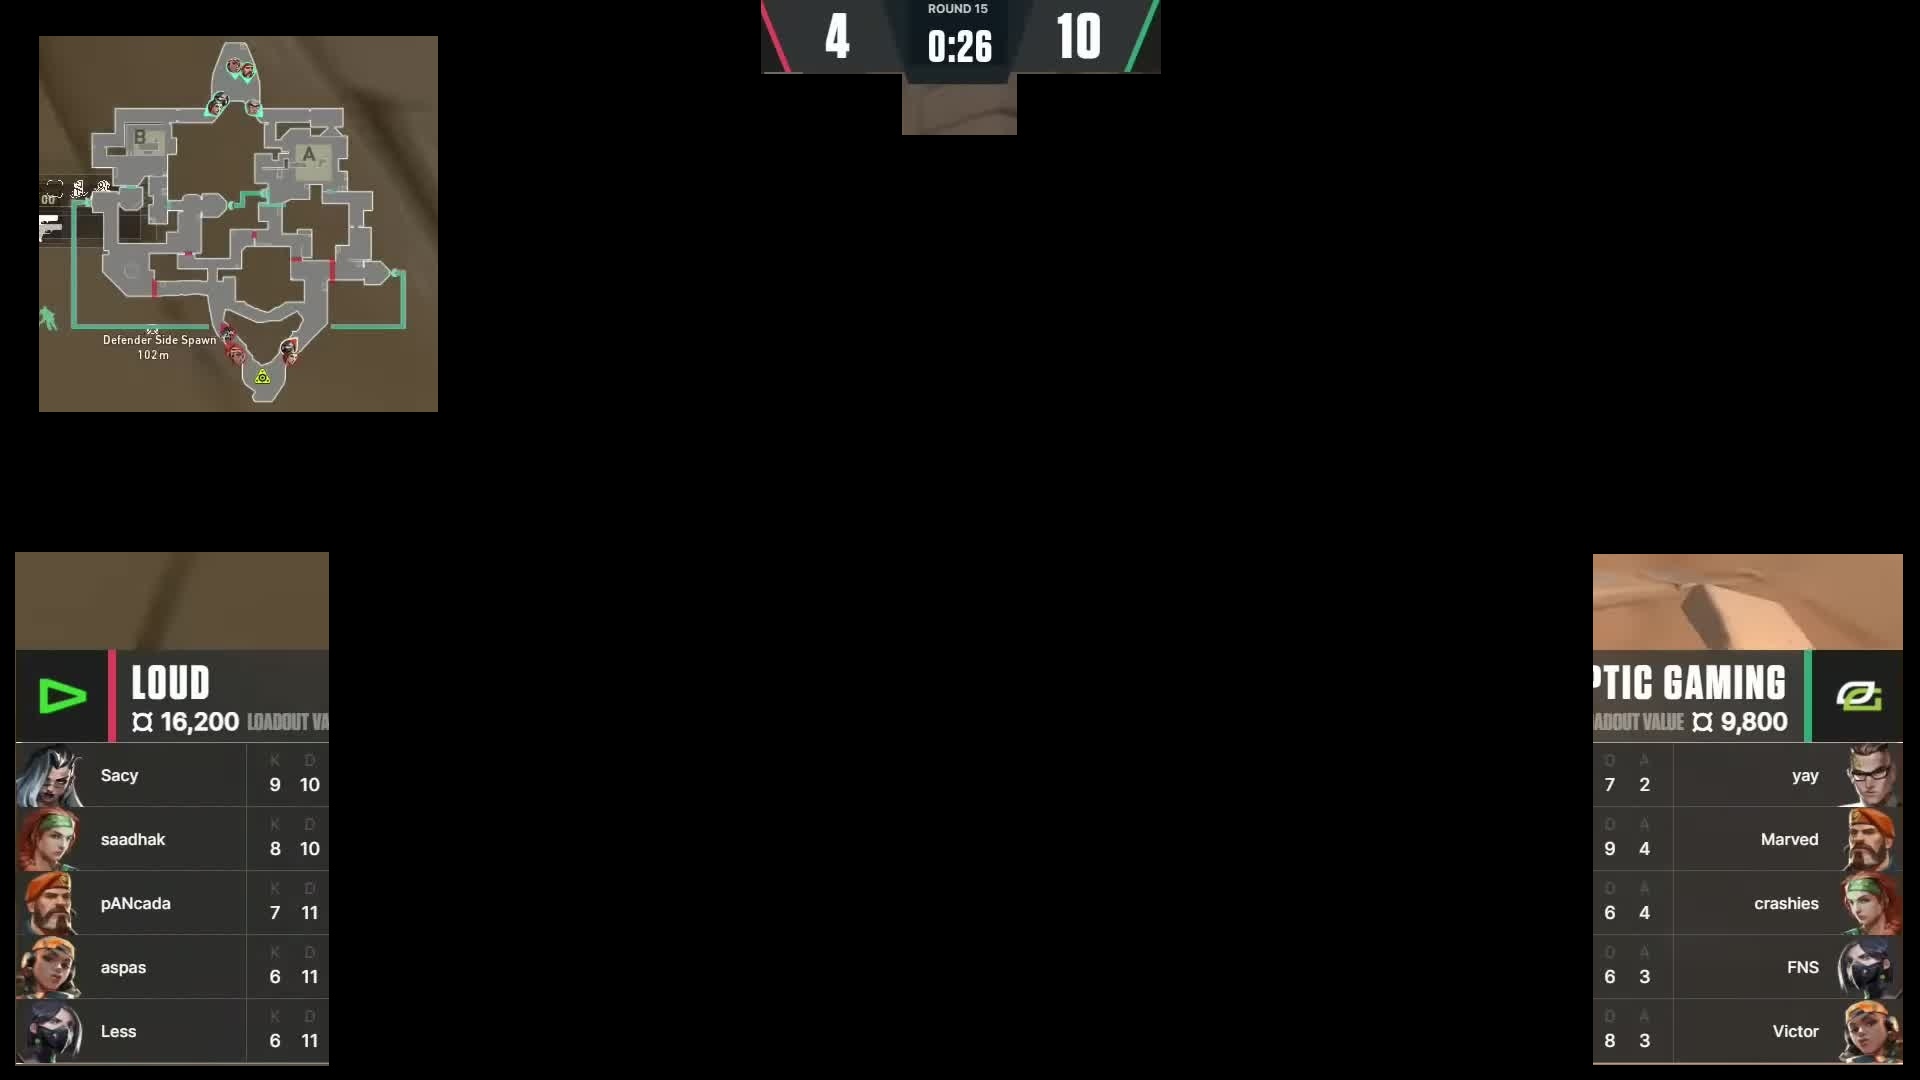 ROUND 15
4
0:26
10
B
A
00
Defender Side Spawn
102 m
LOUD
16,200 LOADOUT VA
K D
Sacy
9 10
K D
saadhak
8 10
K D
pANcada
7 11
K D
aspas
6 11
K D
Less
6 11
PTIC GAMING
ADOUT VALUE 9,800
D A
7 2
yay
D A
9 4
Marved
D A
6 4
crashies
D A
6 3
FNS
D A
8 3
Victor